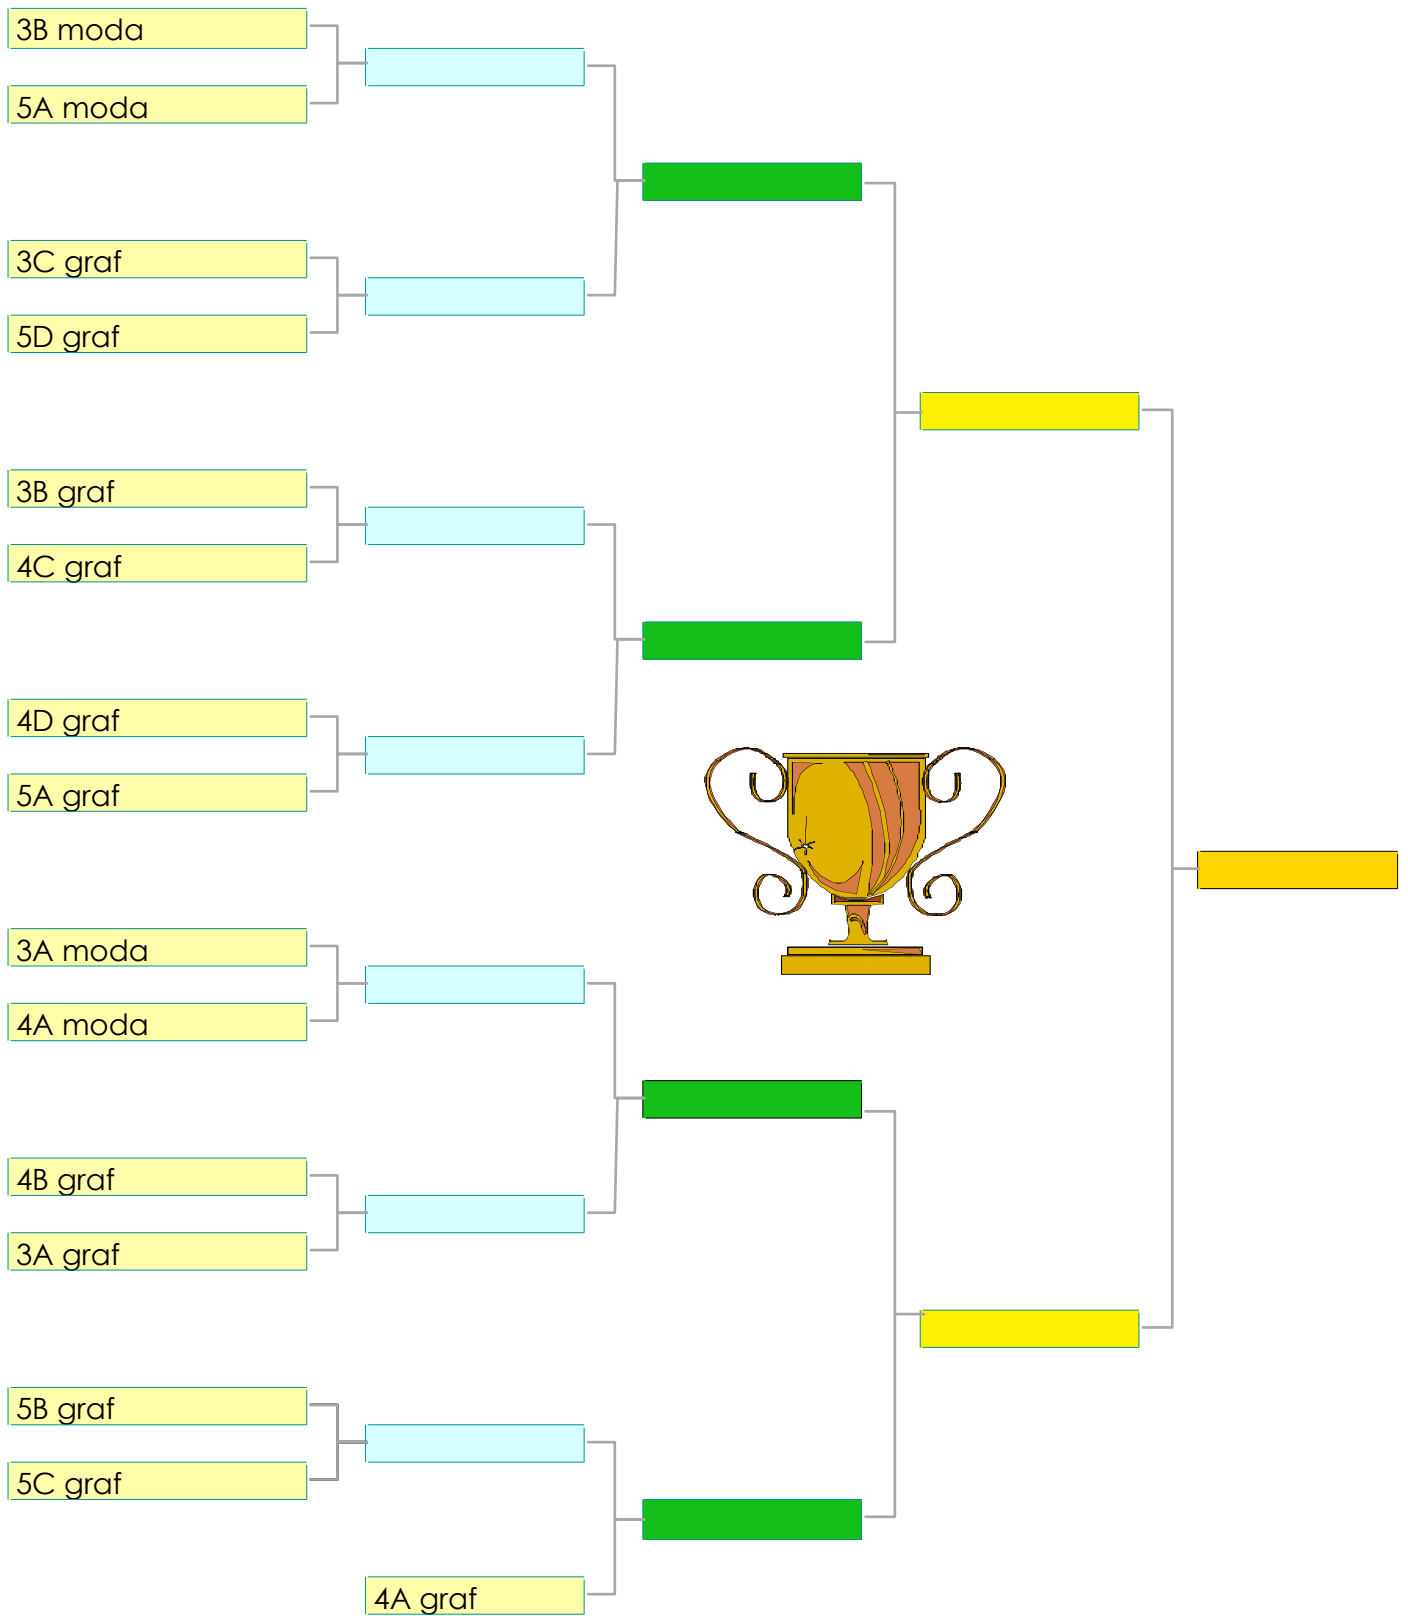 3B moda
5A moda
3C graf
5D graf
3B graf
4C graf
4D graf
5A graf
3A moda
4A moda
4B graf
3A graf
5B graf
5C graf
4A graf